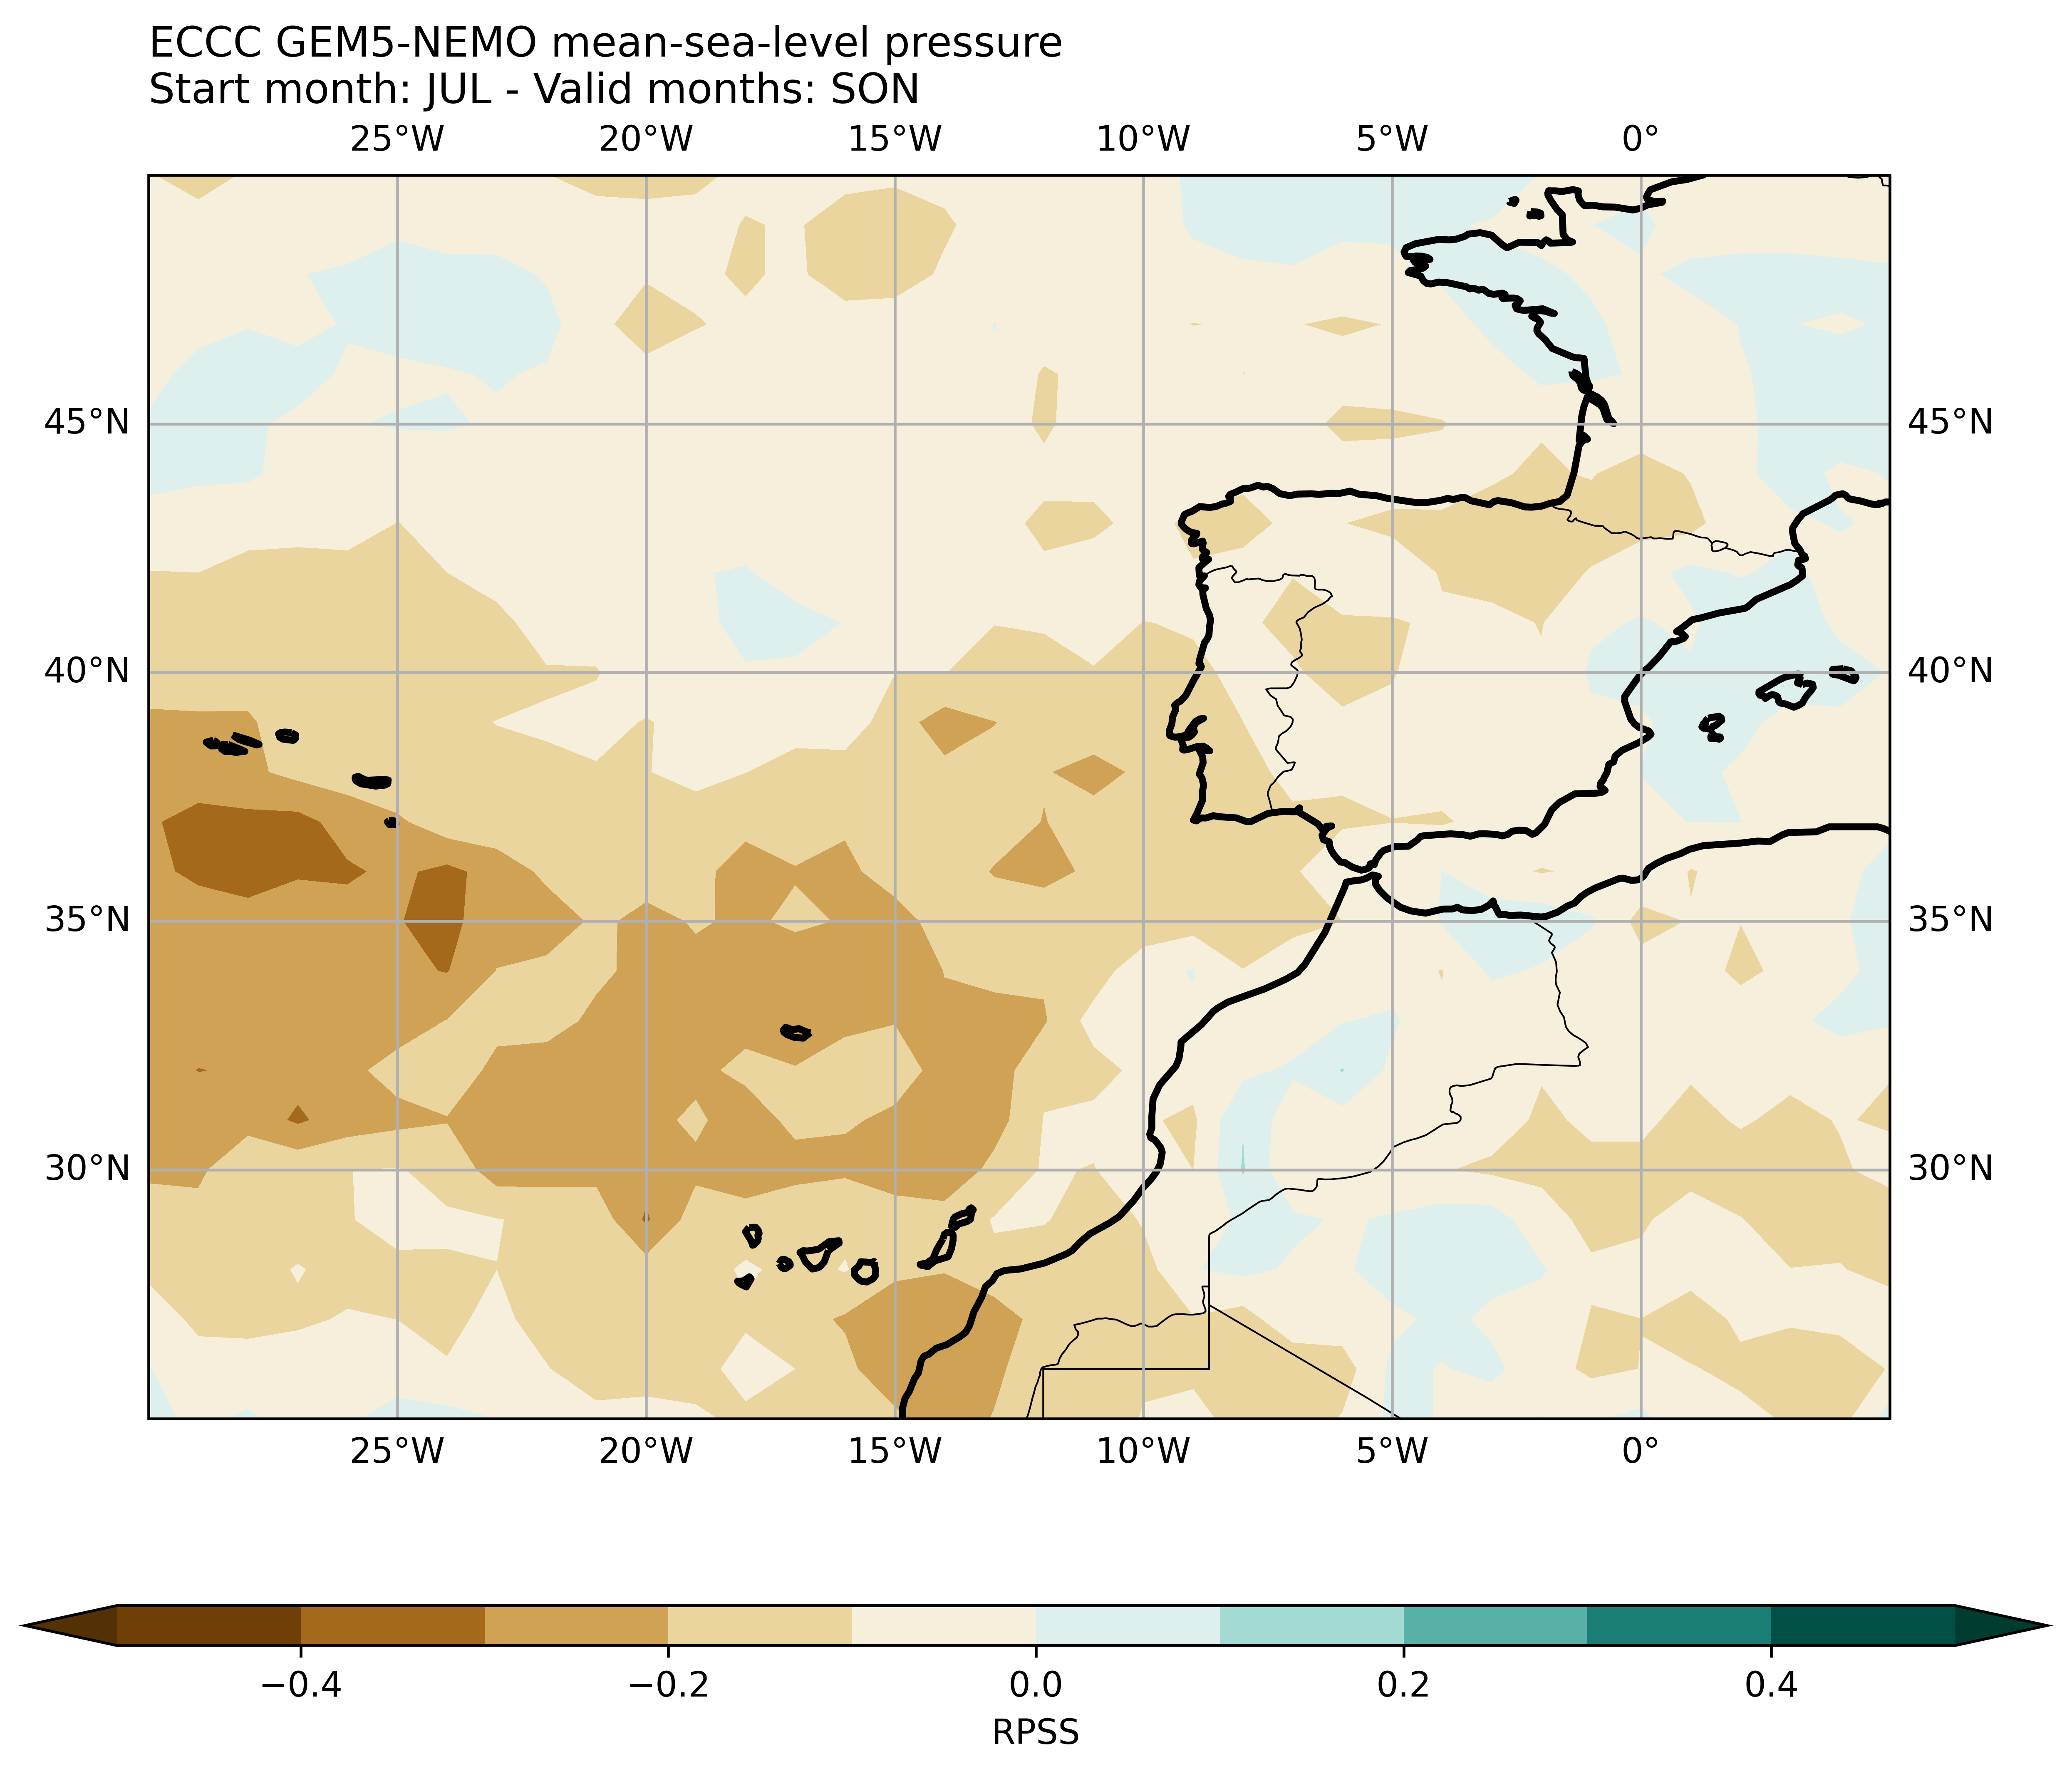 ECCC GEM5-NEMO mean-sea-level pressure
Start month: JUL - Valid months: SON
25°W 20°W 15°W 10°W 5°W 0°
45°N 45°N
40°N 40°N
35°N 35°N
30°N 30°N
25°W 20°W 15°W 10°W 5°W 0°
−0.4 −0.2 0.0 0.2 0.4
RPSS